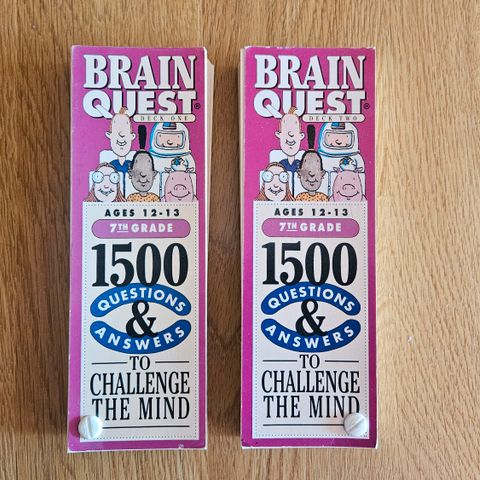 BRAIN
QUEST®
DECK ONE
AGES 12-13
7TH GRADE
1500
QUESTIONS
&
ANSWERS
TO
CHALLENGE
THE MIND
BRAIN
QUEST®
DECK TWO
AGES 12-13
7TH GRADE
1500
QUESTIONS
&
ANSWERS
TO
CHALLENGE
THE MIND